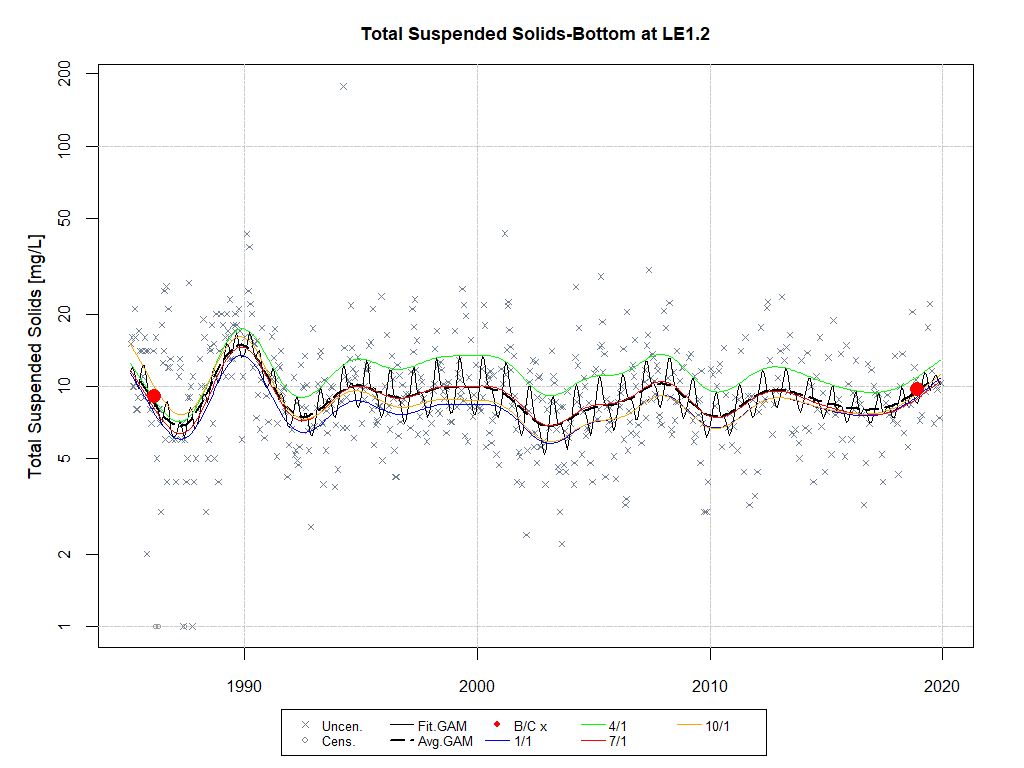 Total Suspended Solids-Bottom at LE1.2
Total Suspended Solids [mg/L]
200
100
50
20
10
5
2
1
1990 2000 2010 2020
Uncen. Fit.GAM B/C x 4/1 10/1
Cens. Avg.GAM 1/1 7/1